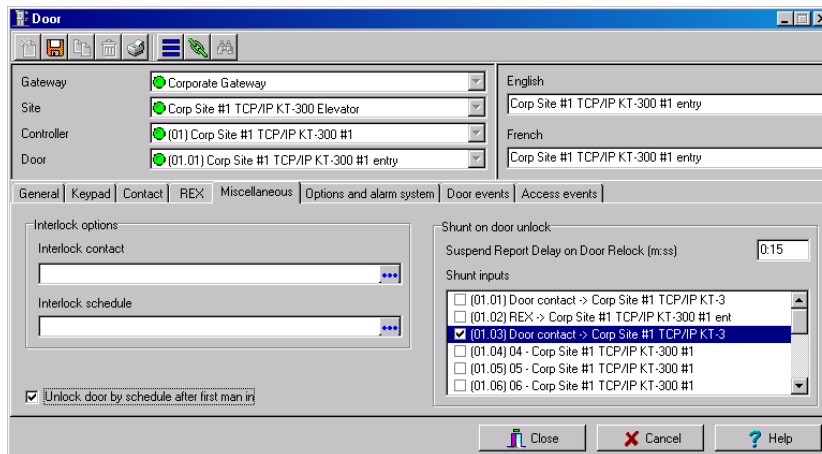 Door
Gateway
Corporate Gateway
Site
Corp Site #1 TCP/IP KT-300 Elevator
Controller
(01) Corp Site #1 TCP/IP KT-300 #1
Door
(01.01) Corp Site #1 TCP/IP KT-300 #1 entry
English
Corp Site #1 TCP/IP KT-300 #1 entry
French
Corp Site #1 TCP/IP KT-300 #1 entry
General Keypad Contact REX Miscellaneous Options and alarm system Door events Access events
Interlock options
Interlock contact
Interlock schedule
Unlock door by schedule after first man in
Shunt on door unlock
Suspend Report Delay on Door Relock (m:ss) 0:15
Shunt inputs
(01.01) Door contact -> Corp Site #1 TCP/IP KT-3
(01.02) REX -> Corp Site #1 TCP/IP KT-300 #1 ent
(01.03) Door contact -> Corp Site #1 TCP/IP KT-3
(01.04) 04 - Corp Site #1 TCP/IP KT-300 #1
(01.05) 05 - Corp Site #1 TCP/IP KT-300 #1
(01.06) 06 - Corp Site #1 TCP/IP KT-300 #1
Close Cancel Help